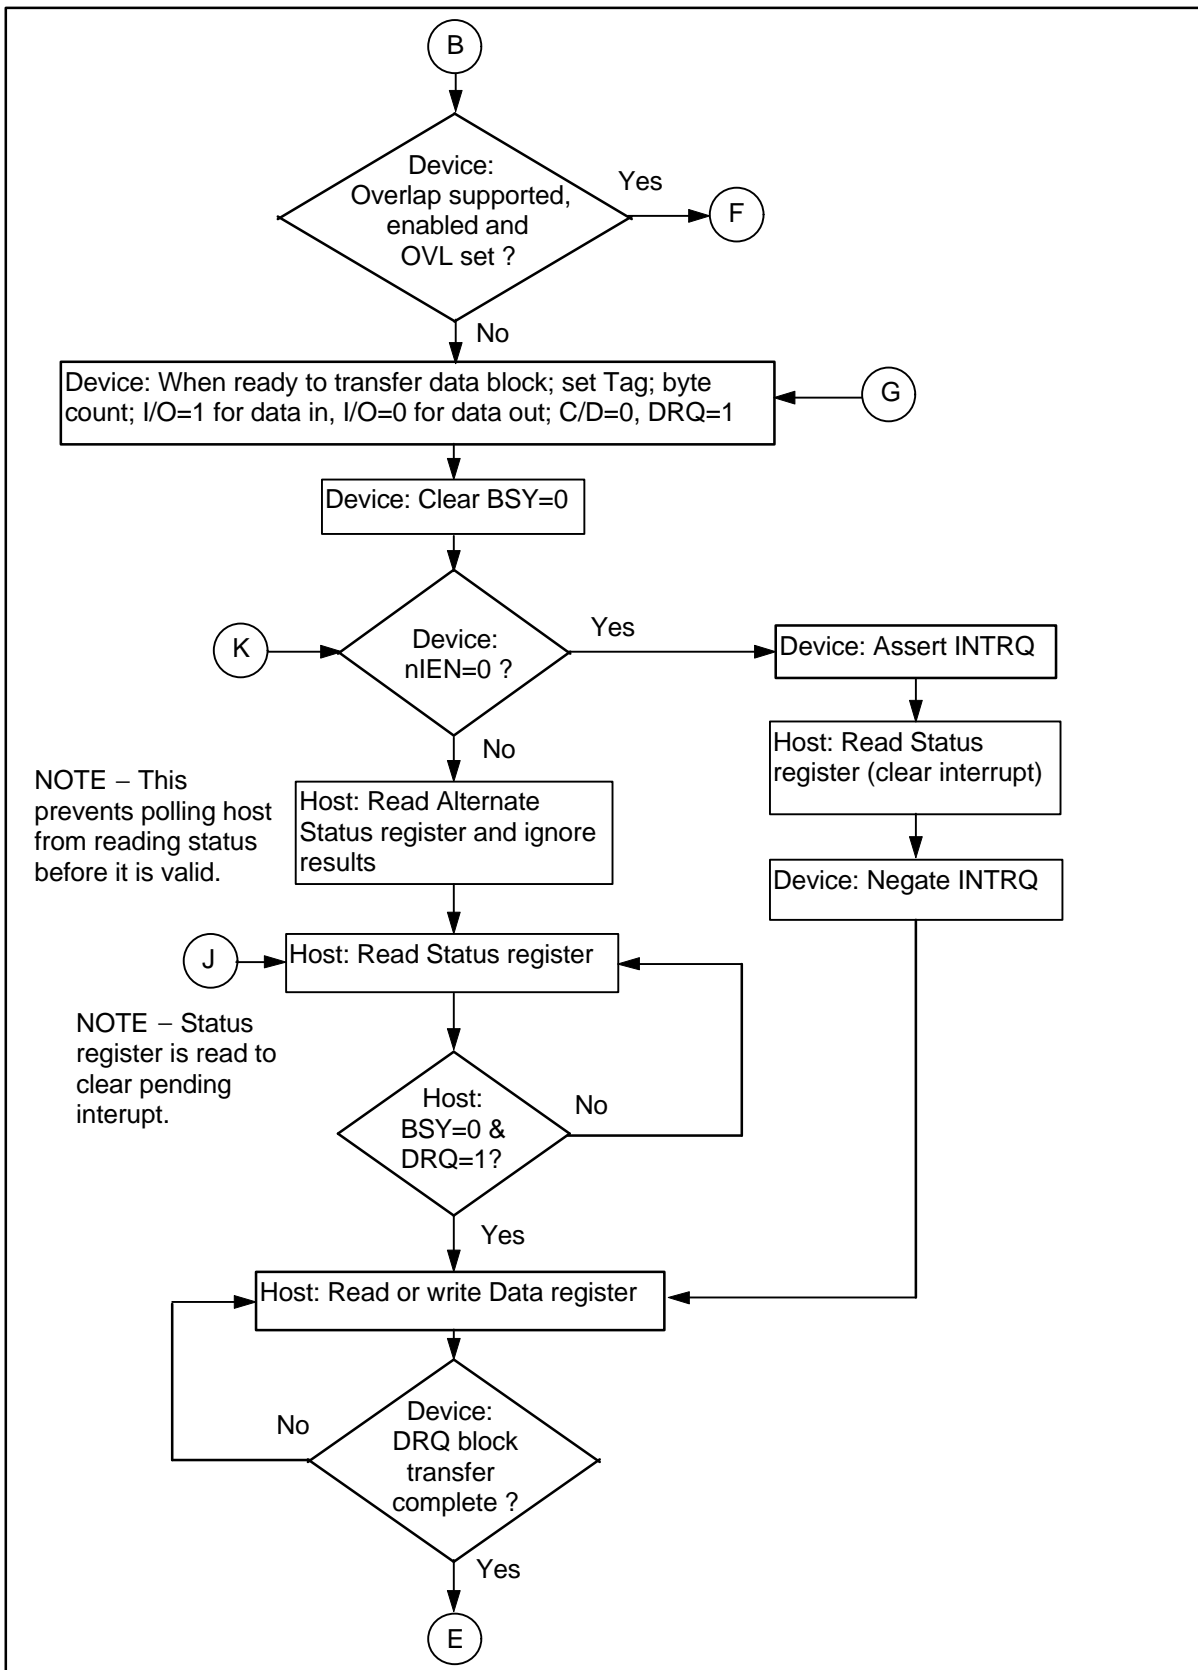 B
Device:
Overlap supported,
enabled and
OVL set ?
Yes
F
No
Device: When ready to transfer data block; set Tag; byte
count; I/O=1 for data in, I/O=0 for data out; C/D=0, DRQ=1
G
Device: Clear BSY=0
K
Device:
nIEN=0 ?
Yes
Device: Assert INTRQ
Host: Read Status
register (clear interrupt)
Device: Negate INTRQ
No
NOTE – This
prevents polling host
from reading status
before it is valid.
Host: Read Alternate
Status register and ignore
results
J
Host: Read Status register
NOTE – Status
register is read to
clear pending
interupt.
Host:
BSY=0 &
DRQ=1?
No
Yes
Host: Read or write Data register
No
Device:
DRQ block
transfer
complete ?
Yes
E